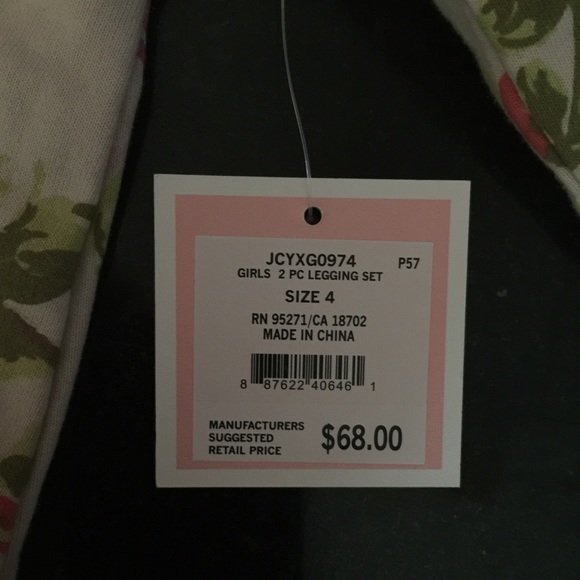 JCYXG0974 P57
GIRLS 2 PC LEGGING SET
SIZE 4
RN 95271/CA 18702
MADE IN CHINA
8 87622 40646 1
MANUFACTURERS
SUGGESTED
RETAIL PRICE
$68.00